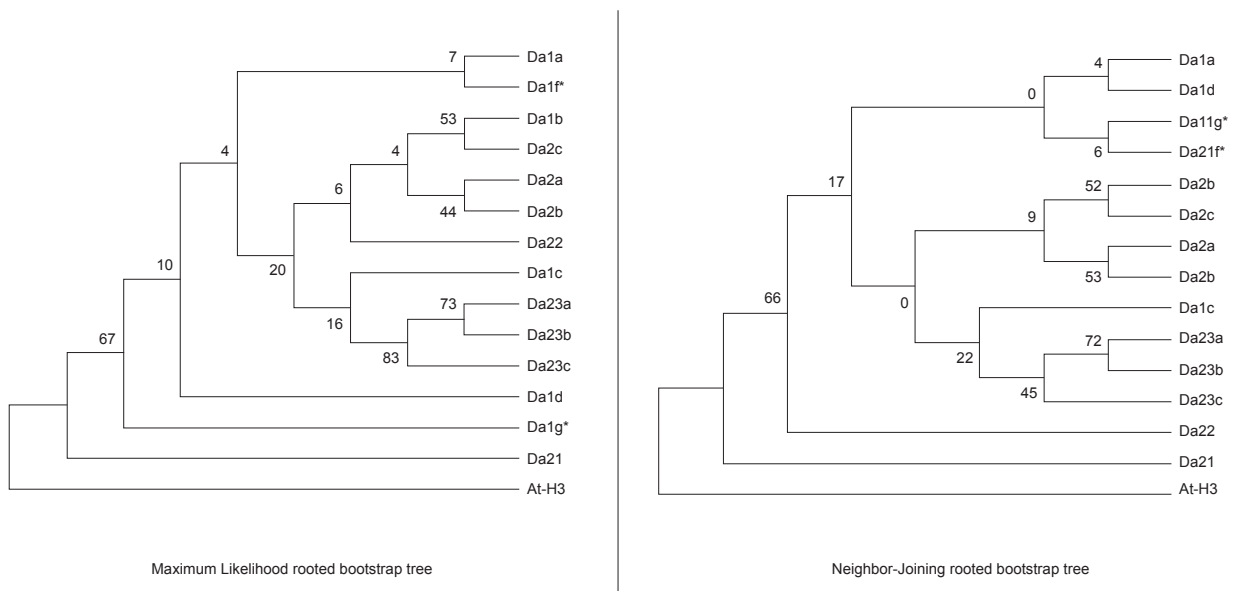 7
Da1a
Da1f*
53
Da1b
4
Da2c
4
Da2a
6
44
Da2b
Da22
10
20
Da1c
73
Da23a
16
Da23b
67
83
Da23c
Da1d
Da1g*
Da21
At-H3
Maximum Likelihood rooted bootstrap tree
4
Da1a
0
Da1d
Da11g*
6
Da21f*
17
52
Da2b
9
Da2c
Da2a
53
Da2b
66
0
Da1c
72
Da23a
22
Da23b
45
Da23c
Da22
Da21
At-H3
Neighbor-Joining rooted bootstrap tree